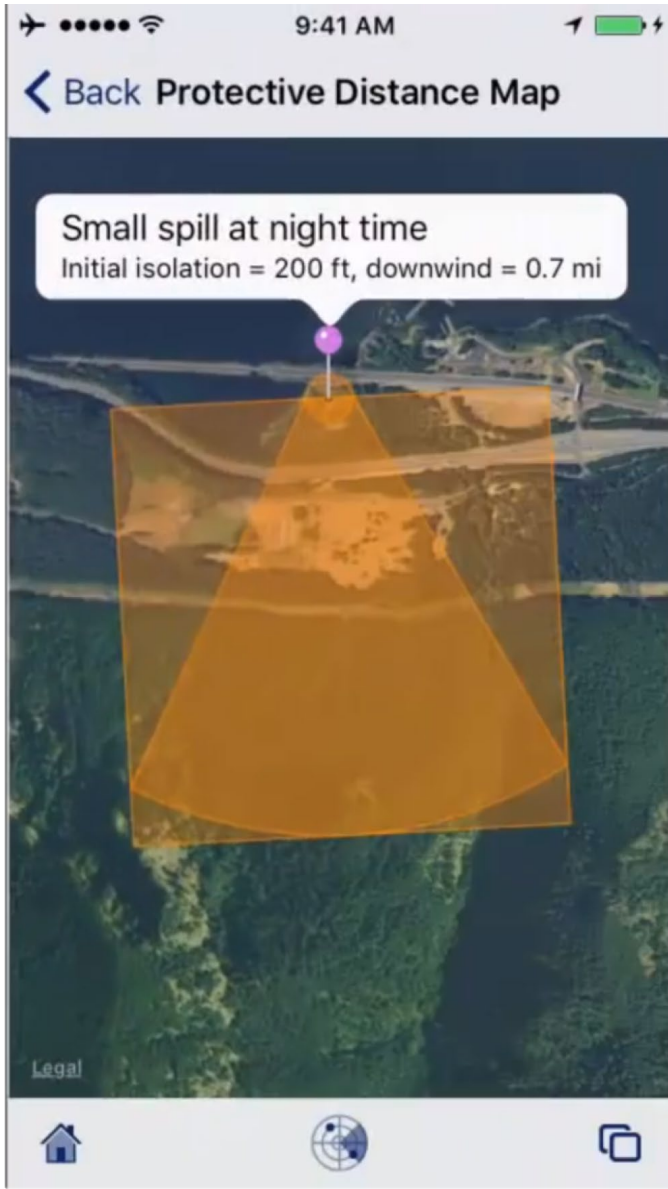 9:41 AM
Back Protective Distance Map
Small spill at night time
Initial isolation = 200 ft, downwind = 0.7 mi
Legal